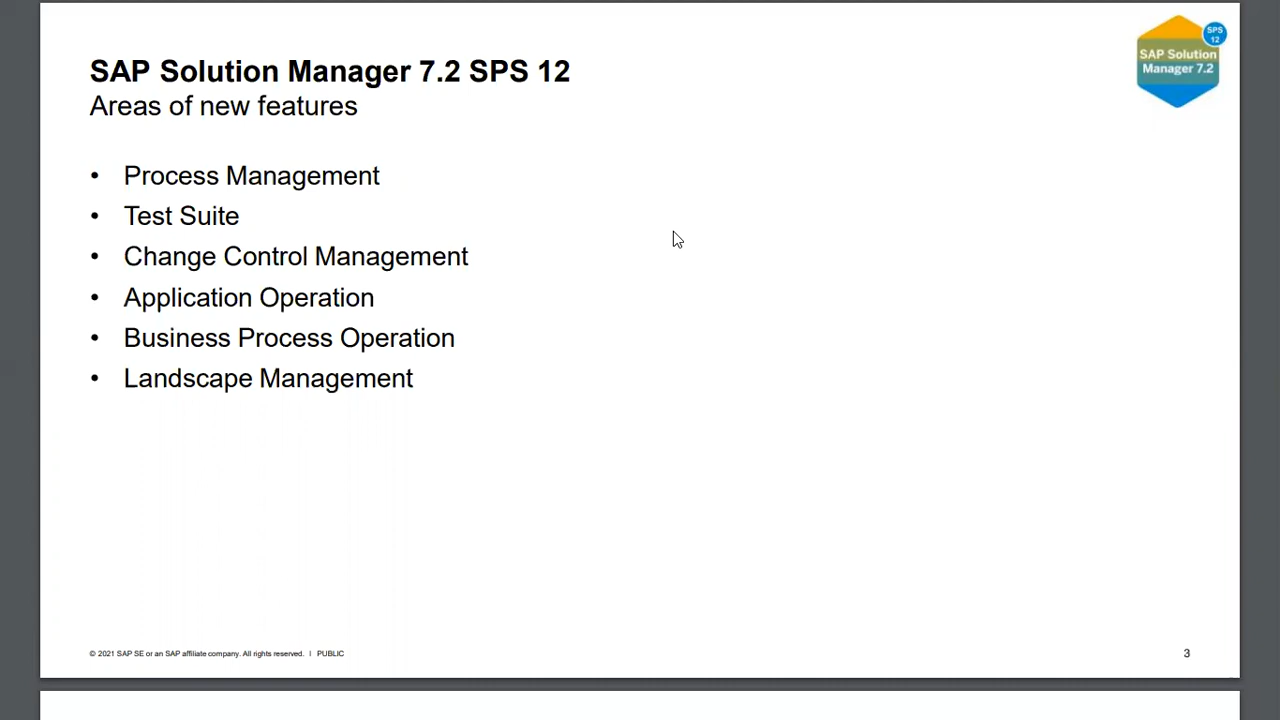 SAP Solution Manager 7.2 SPS 12
Areas of new features
SPS
12
SAP Solution
Manager 7.2
• Process Management
• Test Suite
• Change Control Management
• Application Operation
• Business Process Operation
• Landscape Management
© 2021 SAP SE or an SAP affiliate company. All rights reserved. I PUBLIC
3